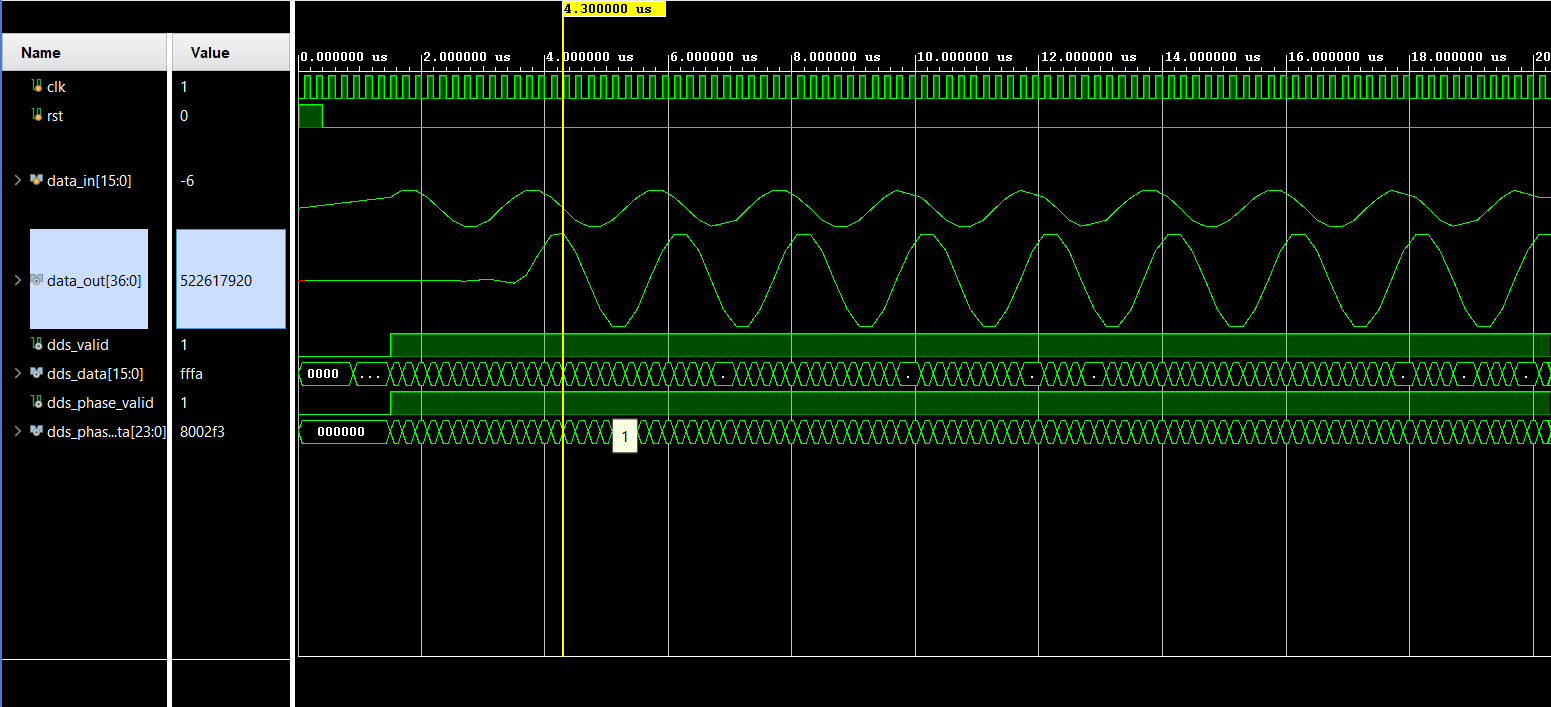 4.300000 us
Name Value
0.000000 us 2.000000 us 4.000000 us 6.000000 us 8.000000 us 10.000000 us 12.000000 us 14.000000 us 16.000000 us 18.000000 us 20
clk 1
rst 0
data_in[15:0] -6
data_out[36:0] 522617920
dds_valid 1
dds_data[15:0] fffa 0000 ... . . . . . . .
dds_phase_valid 1
dds_phas...ta[23:0] 8002f3 000000
1